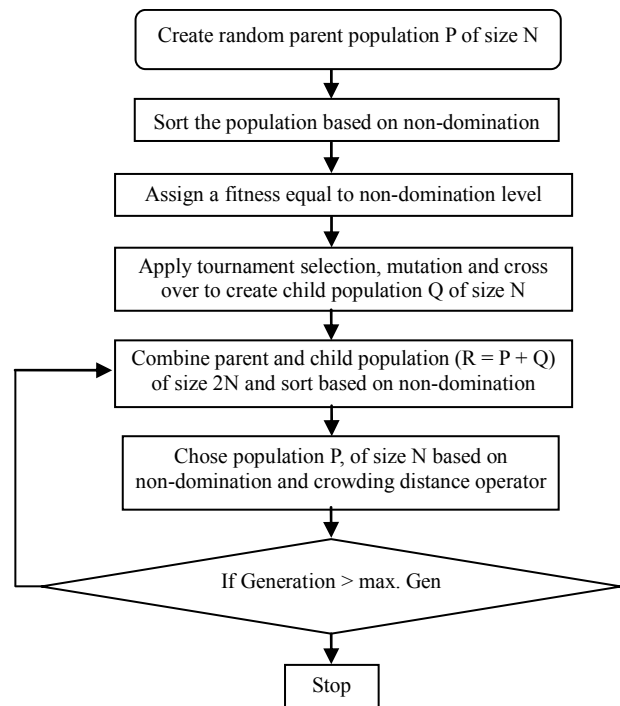 Create random parent population P of size N
Sort the population based on non-domination
Assign a fitness equal to non-domination level
Apply tournament selection, mutation and cross
over to create child population Q of size N
Combine parent and child population (R = P + Q)
of size 2N and sort based on non-domination
Chose population P, of size N based on
non-domination and crowding distance operator
If Generation > max. Gen
Stop